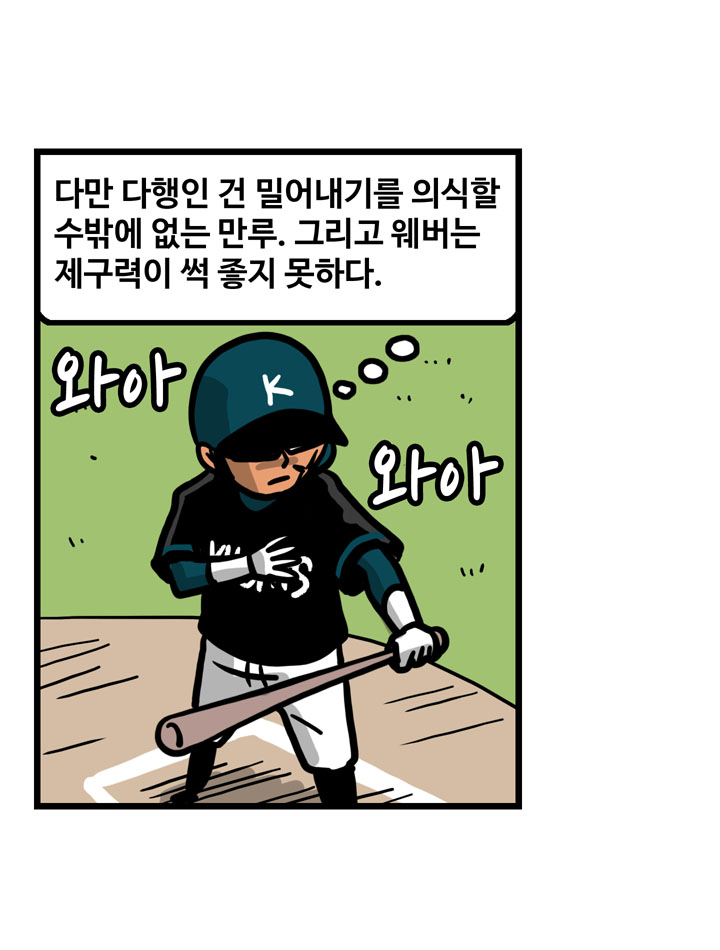 다만 다행인 건 밀어내기를 의식할
수밖에 없는 만루. 그리고 웨버는
제구력이 썩 좋지 못하다.
와아
K
와아